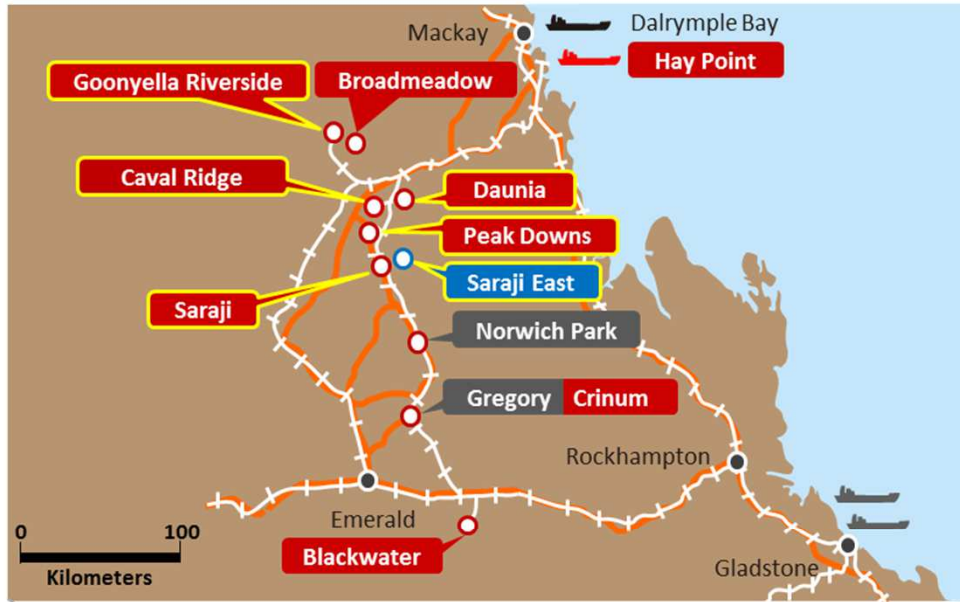 Mackay
Dalrymple Bay
Hay Point
Goonyella Riverside
Broadmeadow
Caval Ridge
Daunia
Peak Downs
Saraji East
Saraji
Norwich Park
Gregory Crinum
Rockhampton
Emerald
Blackwater
Gladstone
0 100
Kilometers